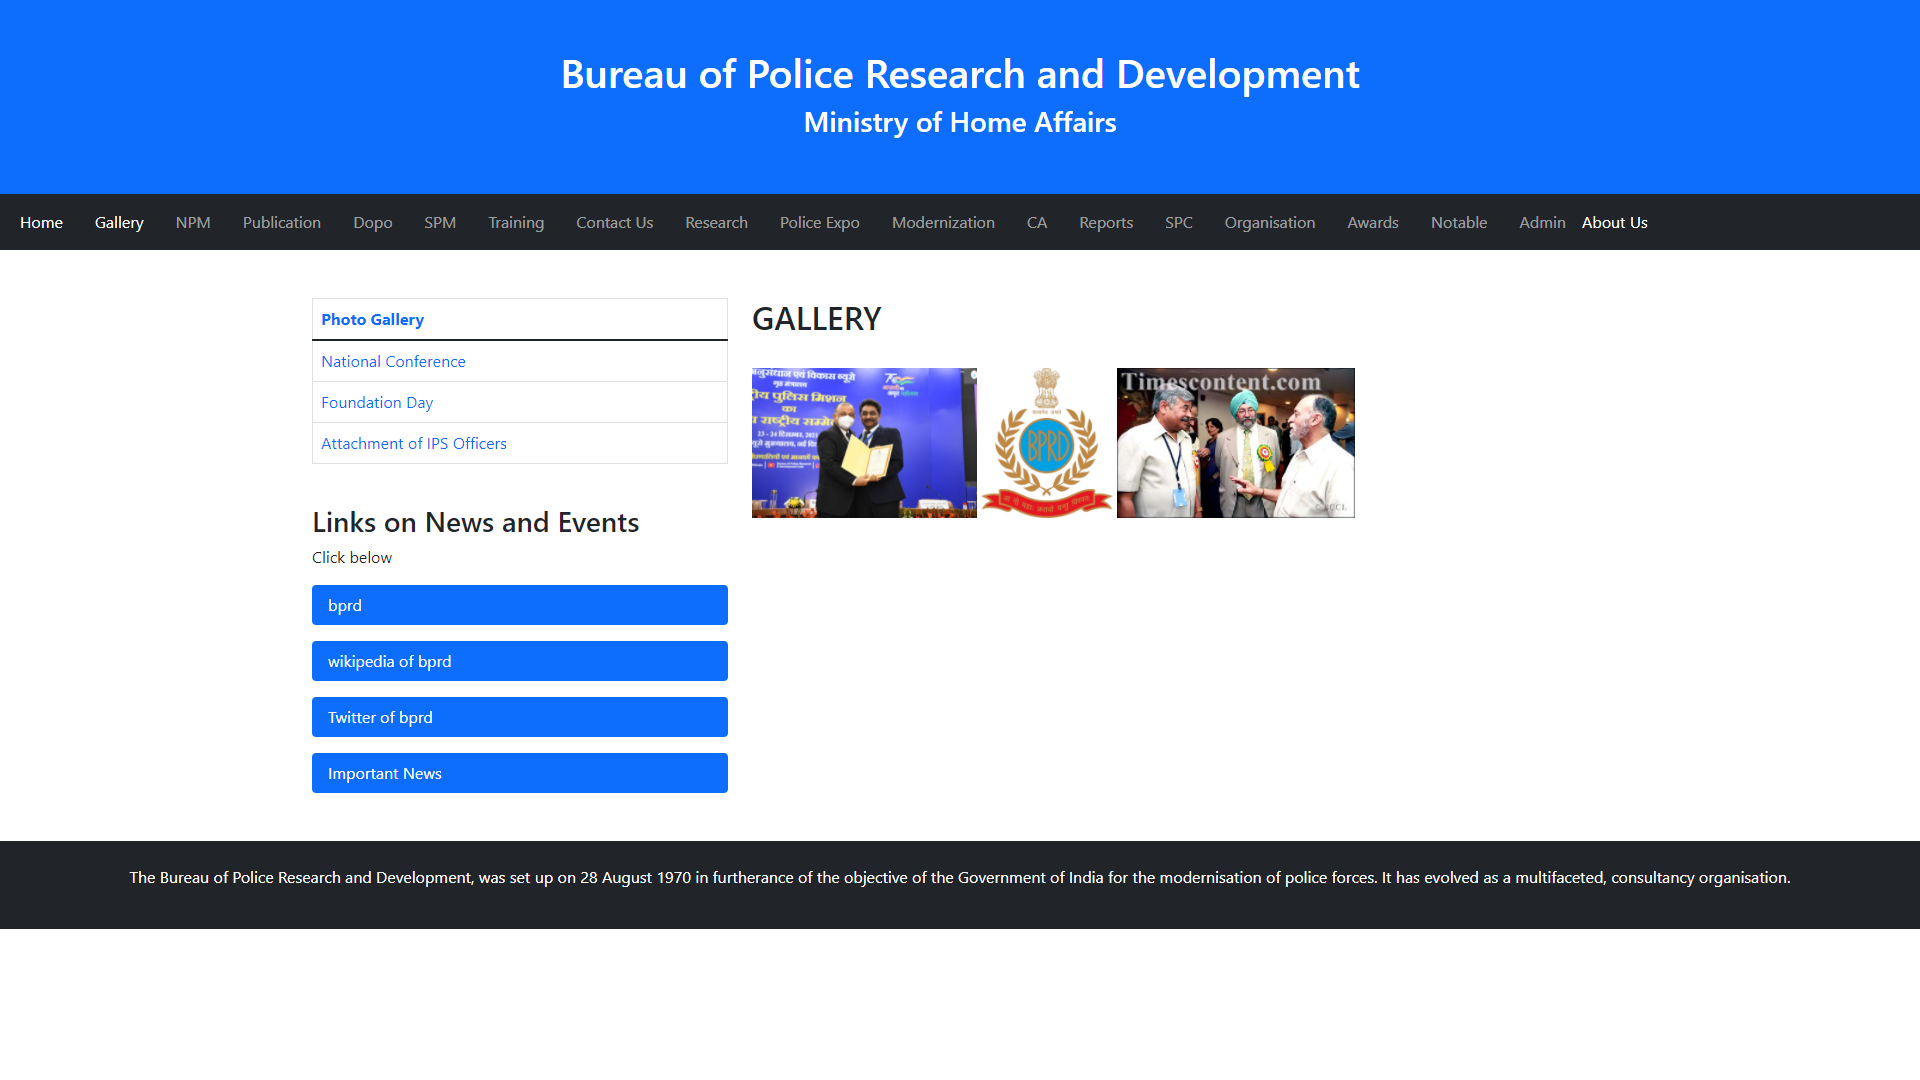 Bureau of Police Research and Development
Ministry of Home Affairs
Home Gallery NPM Publication Dopo SPM Training Contact Us Research Police Expo Modernization CA Reports SPC Organisation Awards Notable Admin About Us
Photo Gallery
National Conference
Foundation Day
Attachment of IPS Officers
Links on News and Events
Click below
bprd
wikipedia of bprd
Twitter of bprd
Important News
GALLERY
पुलिस मिशन
का
BPRD
Timescontent.com
The Bureau of Police Research and Development, was set up on 28 August 1970 in furtherance of the objective of the Government of India for the modernisation of police forces. It has evolved as a multifaceted, consultancy organisation.